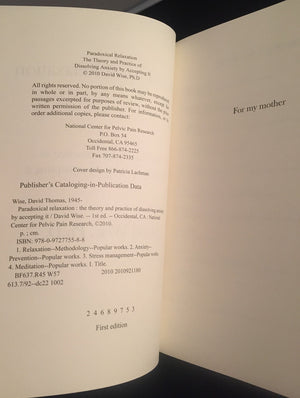 Paradoxical Relaxation
The Theory and Practice of
Dissolving Anxiety by Accepting It
© 2010 David Wise, Ph.D
All rights reserved. No portion of this book may be reproduced
in whole or in part, by any means whatever, except for
passages excerpted for purposes of review, without the prior
written permission of the publisher. For information, or to
order additional copies, please contact:
National Center for Pelvic Pain Research
P.O. Box 54
Occidental, CA 95465
Toll Free 866-874-2225
Fax 707-874-2335
Cover design by Patricia Lachman
Publisher's Cataloging-in-Publication Data
Wise, David Thomas, 1945-
Paradoxical relaxation : the theory and practice of dissolving anxiety
by accepting it / David Wise. – 1st ed. – Occidental, CA : National
Center for Pelvic Pain Research, ©2010.
p. ; cm.
ISBN: 978-0-9727755-8-8
1. Relaxation--Methodology--Popular works. 2. Anxiety--
Prevention--Popular works. 3. Stress management--Popular works.
4. Meditation--Popular works. I. Title.
BF637.R45 W57 2010 2010921180
613.7/92-dc22 1002
2 4 6 8 9 7 5 3
First edition
For my mother